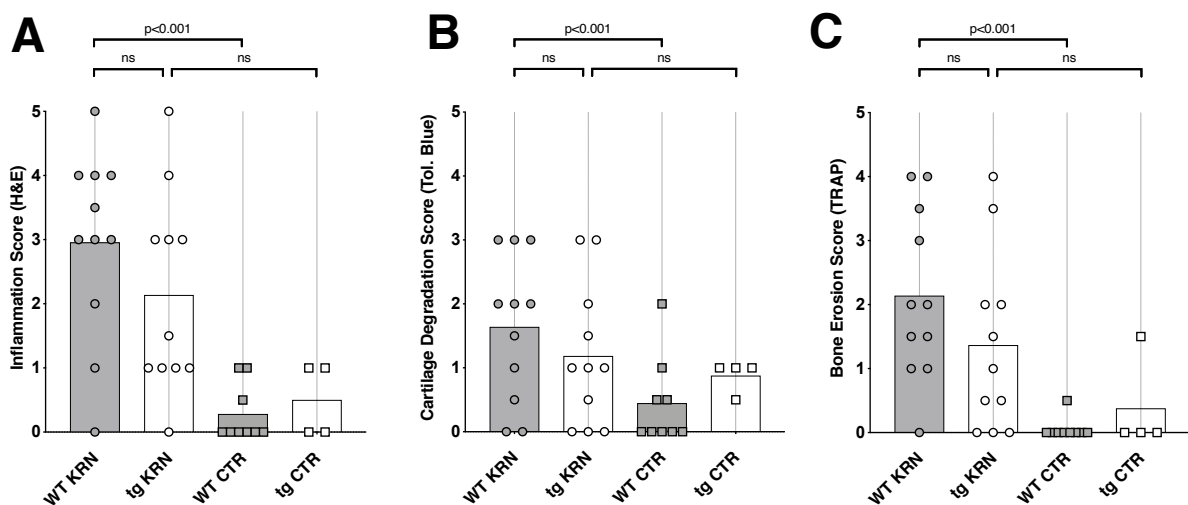 A
p<0.001
ns
ns
Inflammation Score (H&E)
5
4
3
2
1
0
WT KRN
tg KRN
WT CTR
tg CTR
B
p<0.001
ns
ns
Cartilage Degradation Score (Tol. Blue)
5
4
3
2
1
0
WT KRN
tg KRN
WT CTR
tg CTR
C
p<0.001
ns
ns
Bone Erosion Score (TRAP)
5
4
3
2
1
0
WT KRN
tg KRN
WT CTR
tg CTR